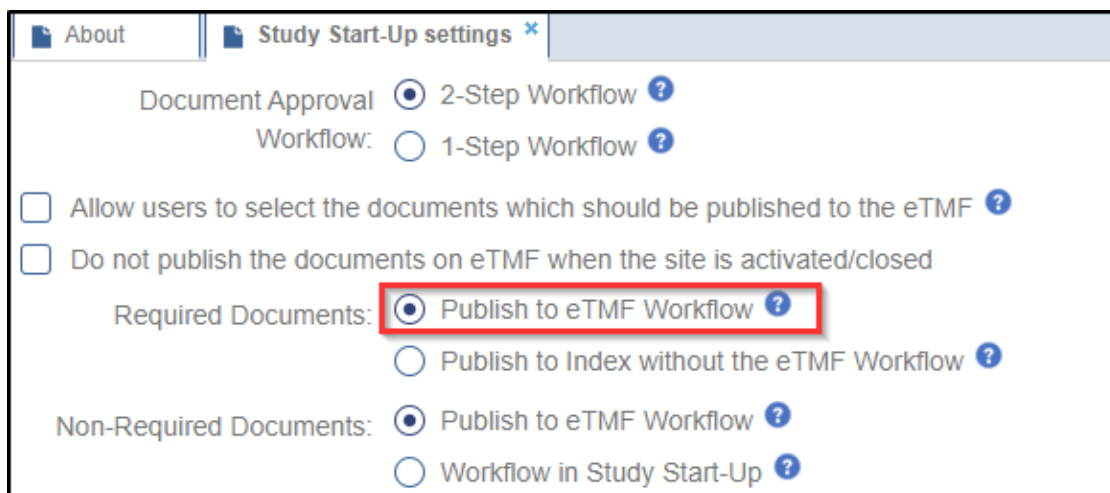 About
Study Start-Up settings
Document Approval Workflow:
2-Step Workflow ?
1-Step Workflow ?
Allow users to select the documents which should be published to the eTMF ?
Do not publish the documents on eTMF when the site is activated/closed
Required Documents:
Publish to eTMF Workflow ?
Publish to Index without the eTMF Workflow ?
Non-Required Documents:
Publish to eTMF Workflow ?
Workflow in Study Start-Up ?